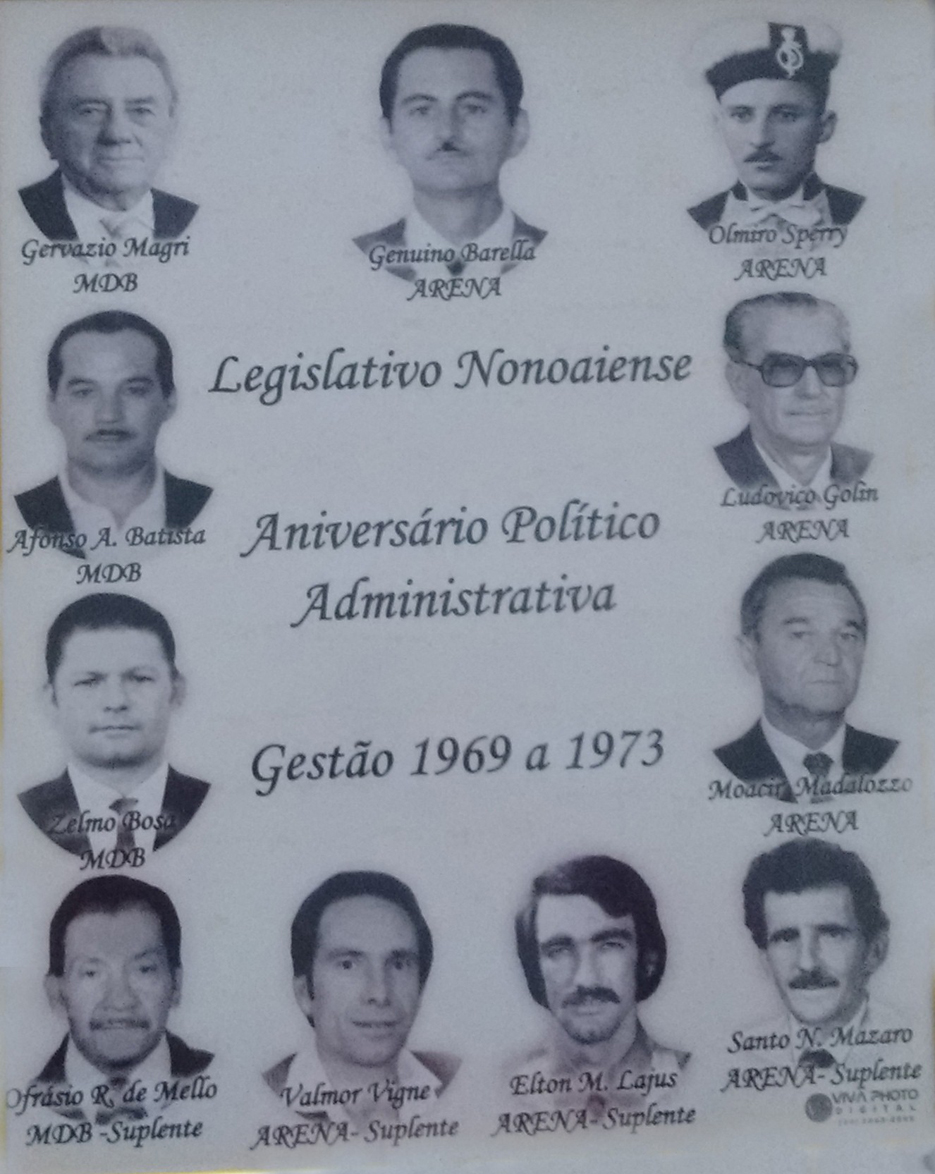 Gervazio Magri
MDB
Genuino Barella
ARENA
Olmiro Sperry
ARENA
Legislativo Nonoaiense
Afonso A. Batista
MDB
Ludovico Golin
ARENA
Aniversário Político
Administrativa
Zelmo Bosa
MDB
Gestão 1969 a 1973
Moacir Madalozzo
ARENA
Ofrásio R. de Mello
MDB -Suplente
Valmor Vigne
ARENA- Suplente
Elton M. Lajus
ARENA- Suplente
Santo N. Mazaro
ARENA- Suplente
VIVA PHOTO
DIGITAL